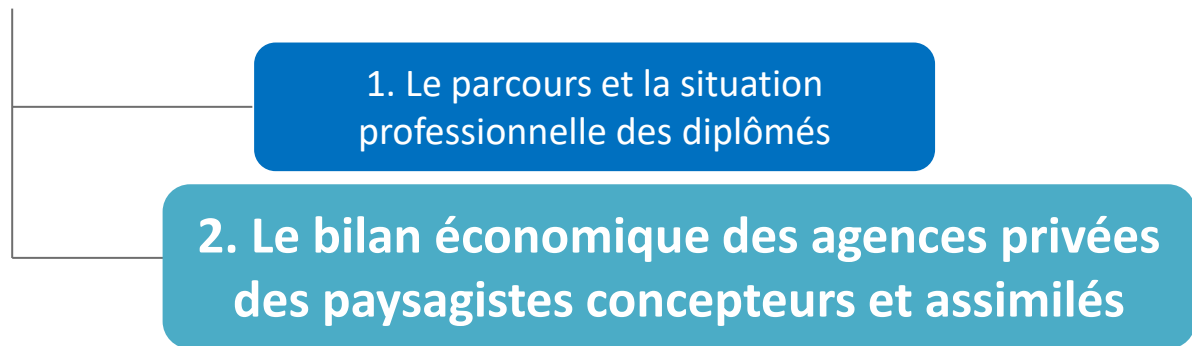 1. Le parcours et la situation
professionnelle des diplômés
2. Le bilan économique des agences privées
des paysagistes concepteurs et assimilés